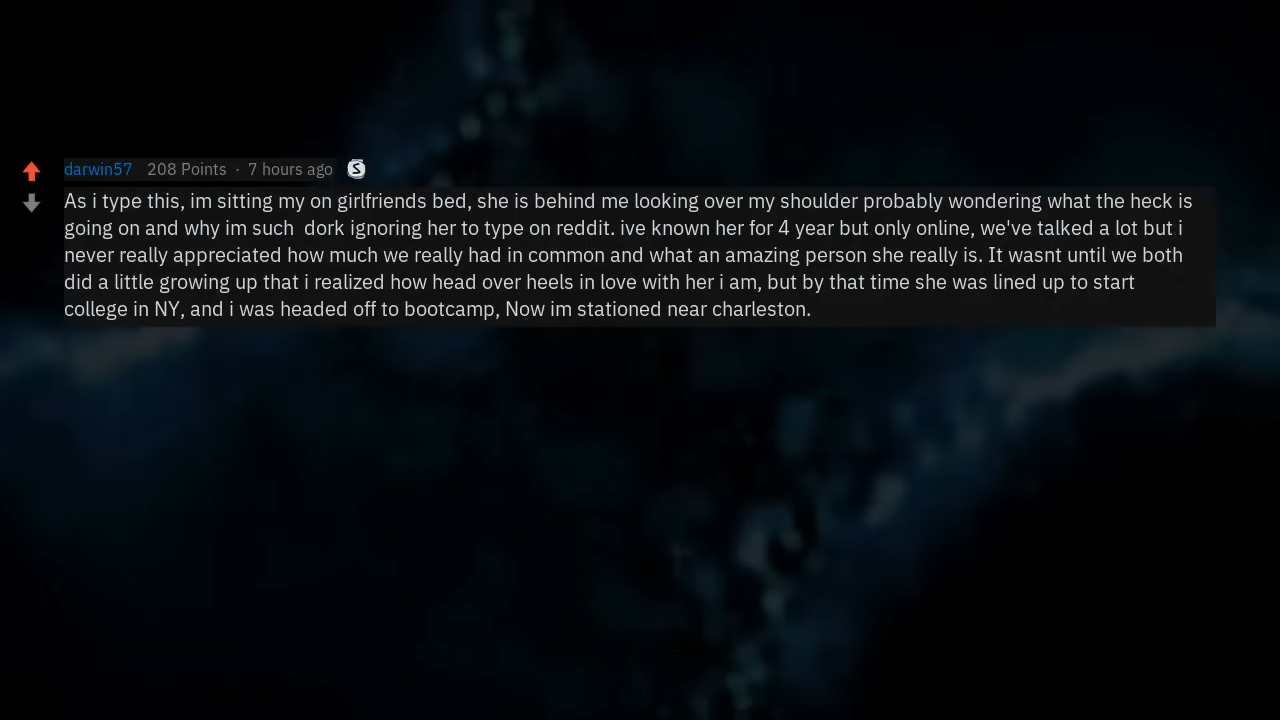 darwin57 208 Points · 7 hours ago S
As i type this, im sitting my on girlfriends bed, she is behind me looking over my shoulder probably wondering what the heck is
going on and why im such  dork ignoring her to type on reddit. ive known her for 4 year but only online, we've talked a lot but i
never really appreciated how much we really had in common and what an amazing person she really is. It wasnt until we both
did a little growing up that i realized how head over heels in love with her i am, but by that time she was lined up to start
college in NY, and i was headed off to bootcamp, Now im stationed near charleston.